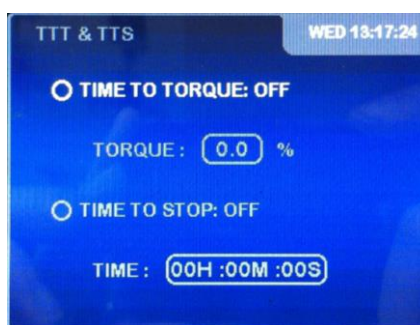 TTT & TTS WED 13:17:24
TIME TO TORQUE: OFF
TORQUE : 0.0 %
TIME TO STOP: OFF
TIME : 00H :00M :00S